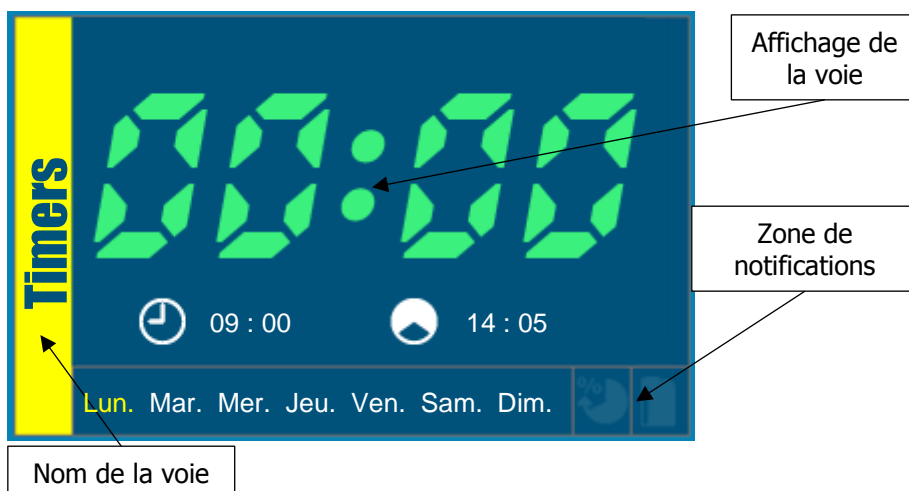 Affichage de
la voie
00:00
Timers
Zone de
notifications
09 : 00 14 : 05
Lun. Mar. Mer. Jeu. Ven. Sam. Dim. %
Nom de la voie